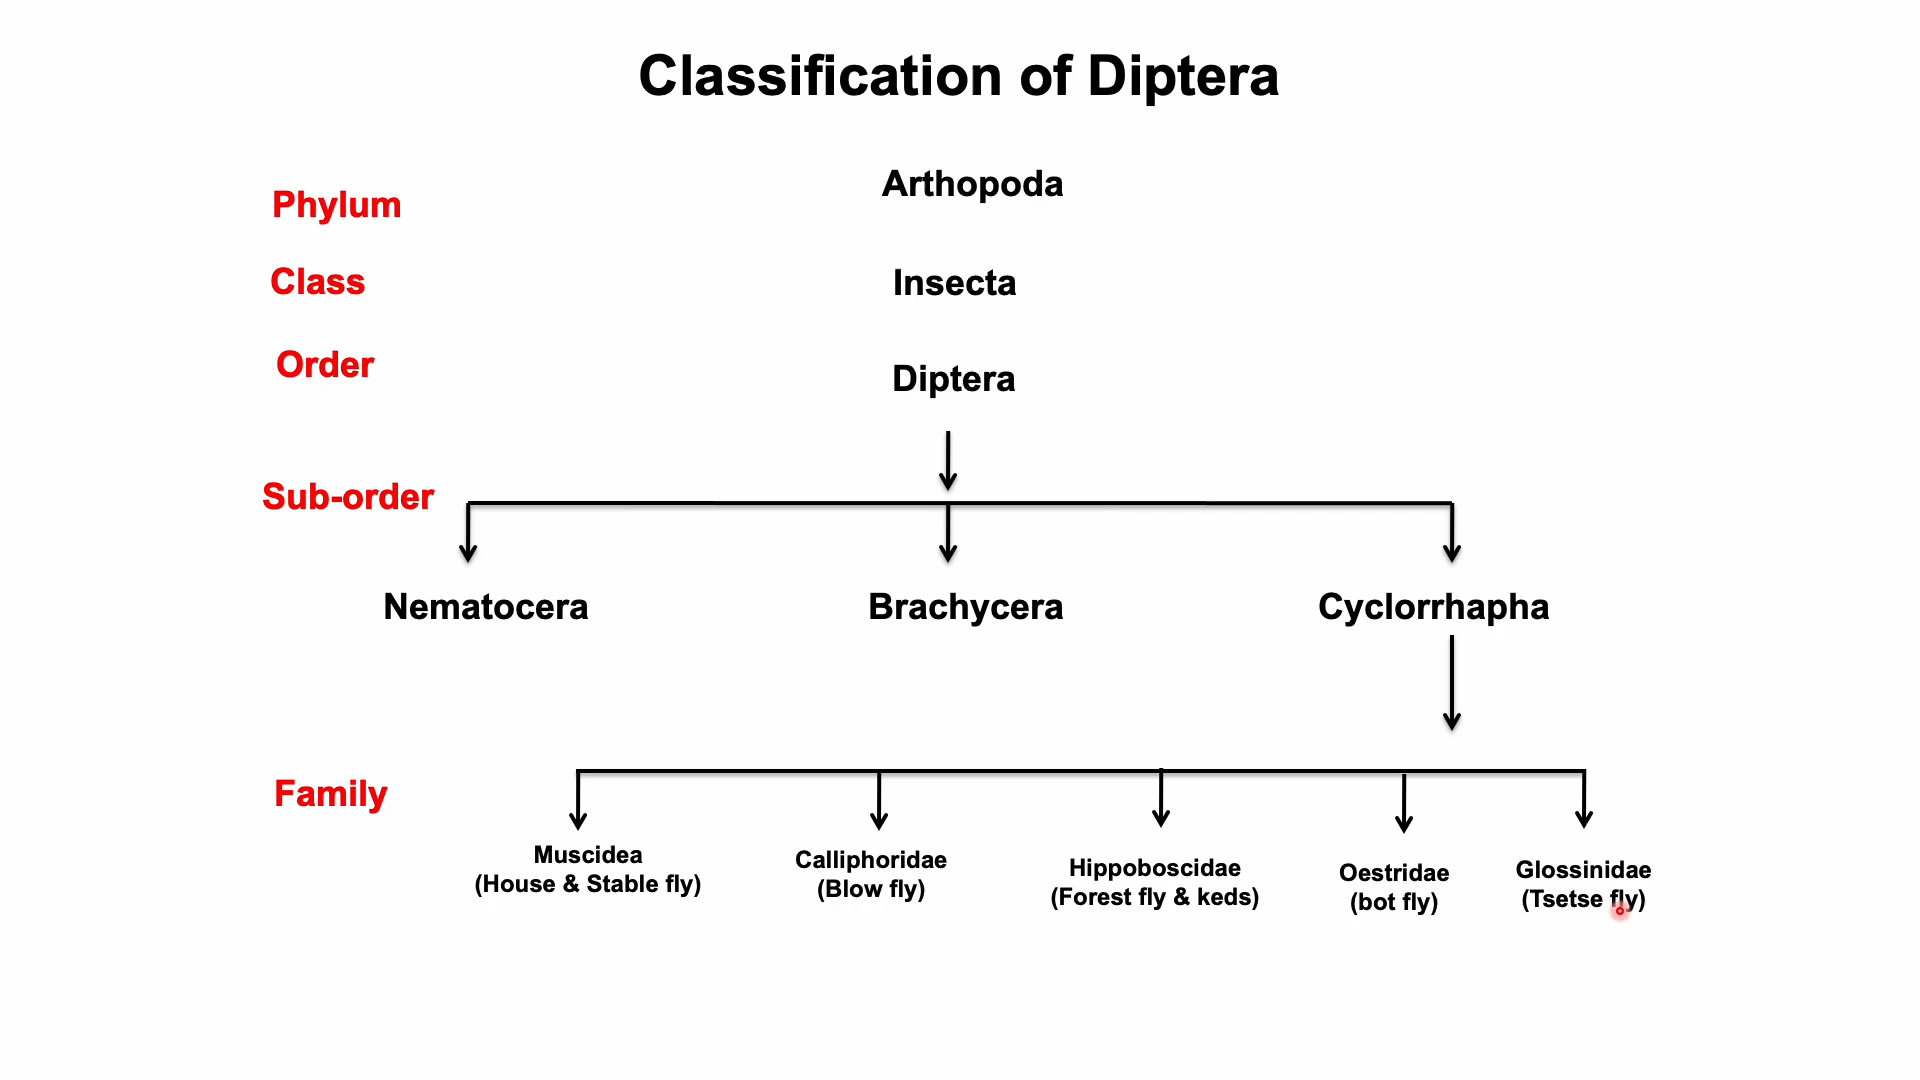 Classification of Diptera
Phylum
Arthopoda
Class
Insecta
Order
Diptera
Sub-order
Nematocera
Brachycera
Cyclorrhapha
Family
Muscidea
(House & Stable fly)
Calliphoridae
(Blow fly)
Hippoboscidae
(Forest fly & keds)
Oestridae
(bot fly)
Glossinidae
(Tsetse fly)